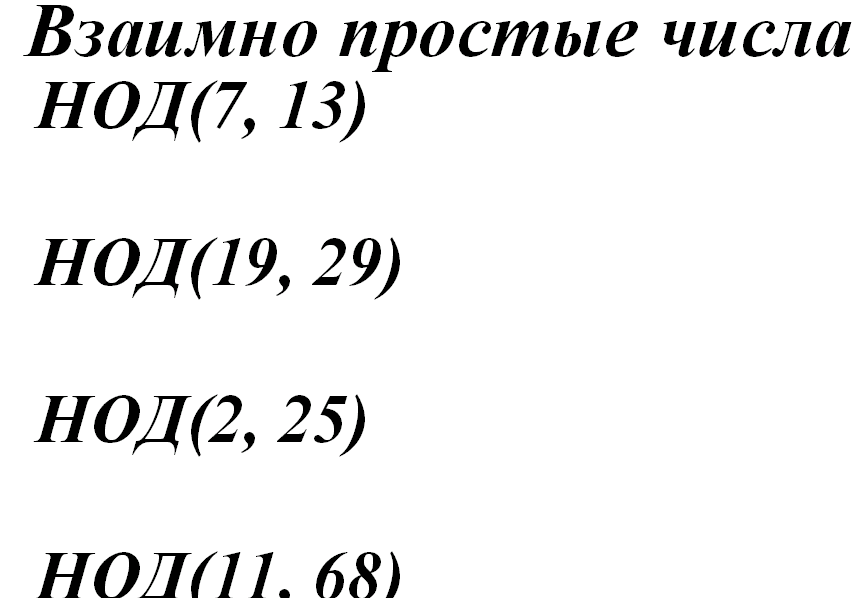 Взаимно простые числа
НОД(7, 13)
НОД(19, 29)
НОД(2, 25)
НОД(11, 68)